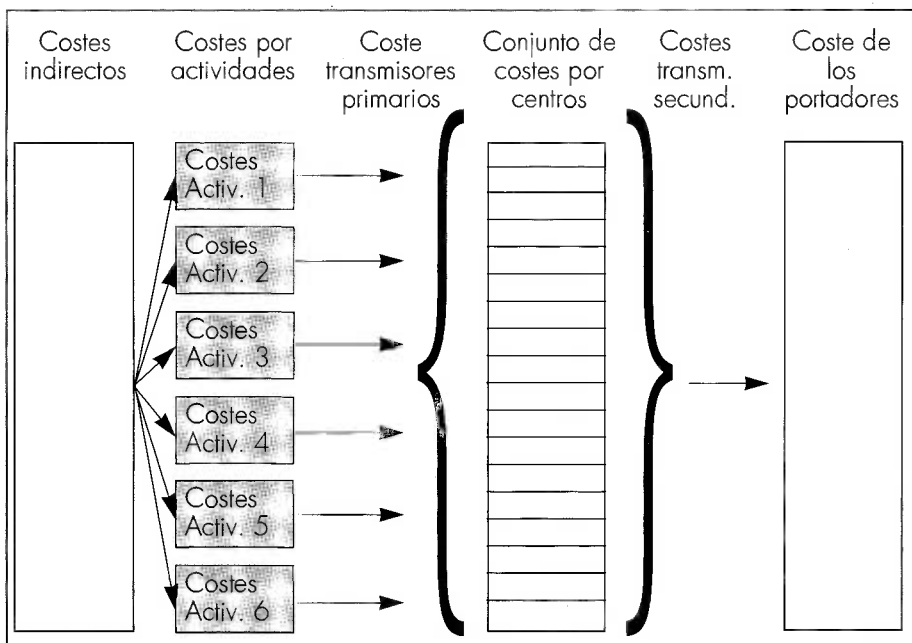 Costes
indirectos
Costes por
actividades
Coste
transmisores
primarios
Conjunto de
costes por
centros
Costes
transm.
secund.
Coste de
los
portadores
Costes
Activ. 1
Costes
Activ. 2
Costes
Activ. 3
Costes
Activ. 4
Costes
Activ. 5
Costes
Activ. 6